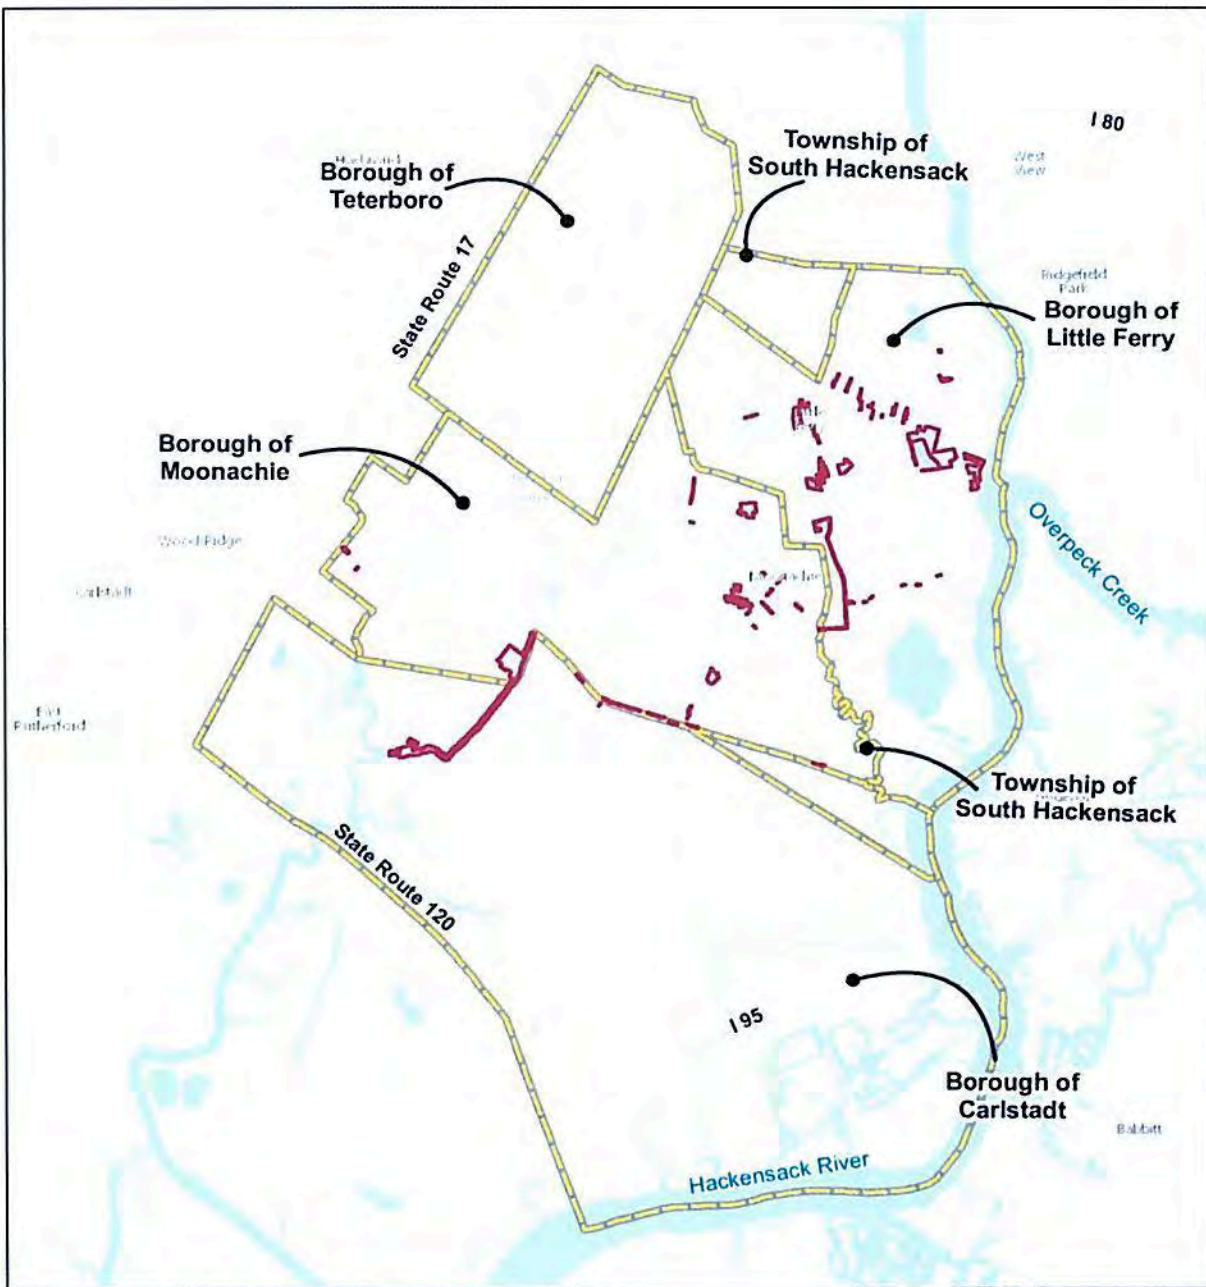 I 80
Township of
South Hackensack
West
View
Borough of
Teterboro
State Route 17
Ridgefield
Park
Borough of
Little Ferry
Borough of
Moonachie
Overpeck Creek
Wood Ridge
Carlstadt
Moonachie
East
Rutherford
Township of
South Hackensack
State Route 120
I 95
Borough of
Carlstadt
Babbitt
Hackensack River